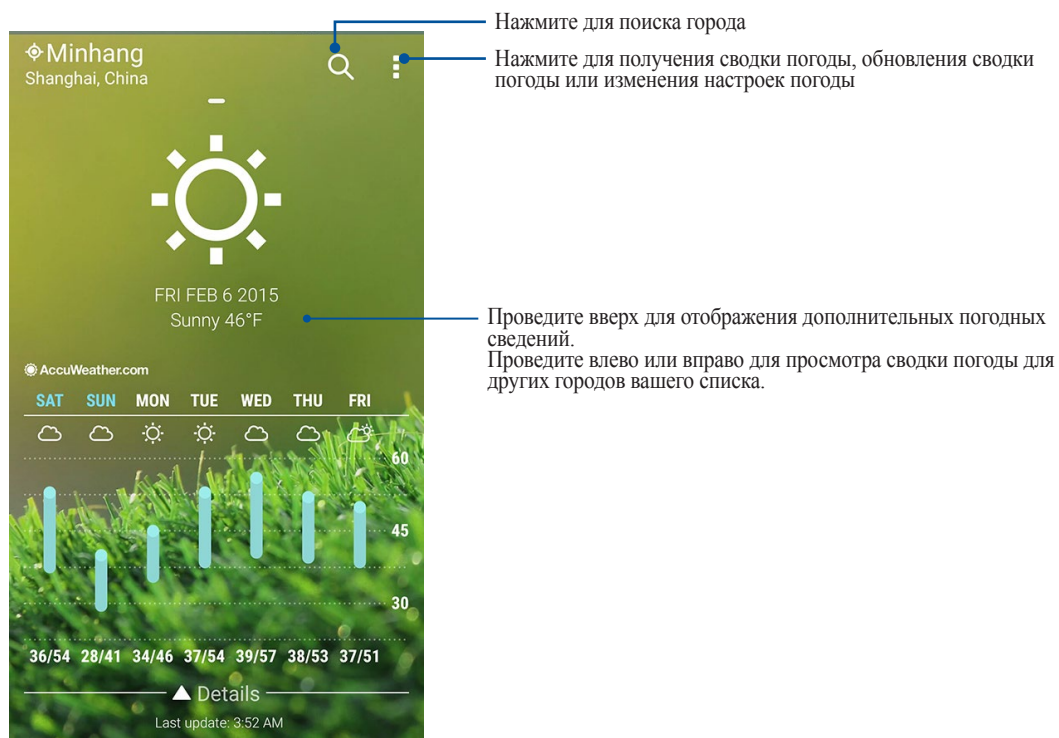 Нажмите для поиска города
Нажмите для получения сводки погоды, обновления сводки
погоды или изменения настроек погоды
Minhang
Shanghai, China
FRI FEB 6 2015
Sunny 46°F
Проведите вверх для отображения дополнительных погодных
сведений.
Проведите влево или вправо для просмотра сводки погоды для
других городов вашего списка.
AccuWeather.com
SAT SUN MON TUE WED THU FRI
60
45
30
36/54 28/41 34/46 37/54 39/57 38/53 37/51
Details
Last update: 3:52 AM